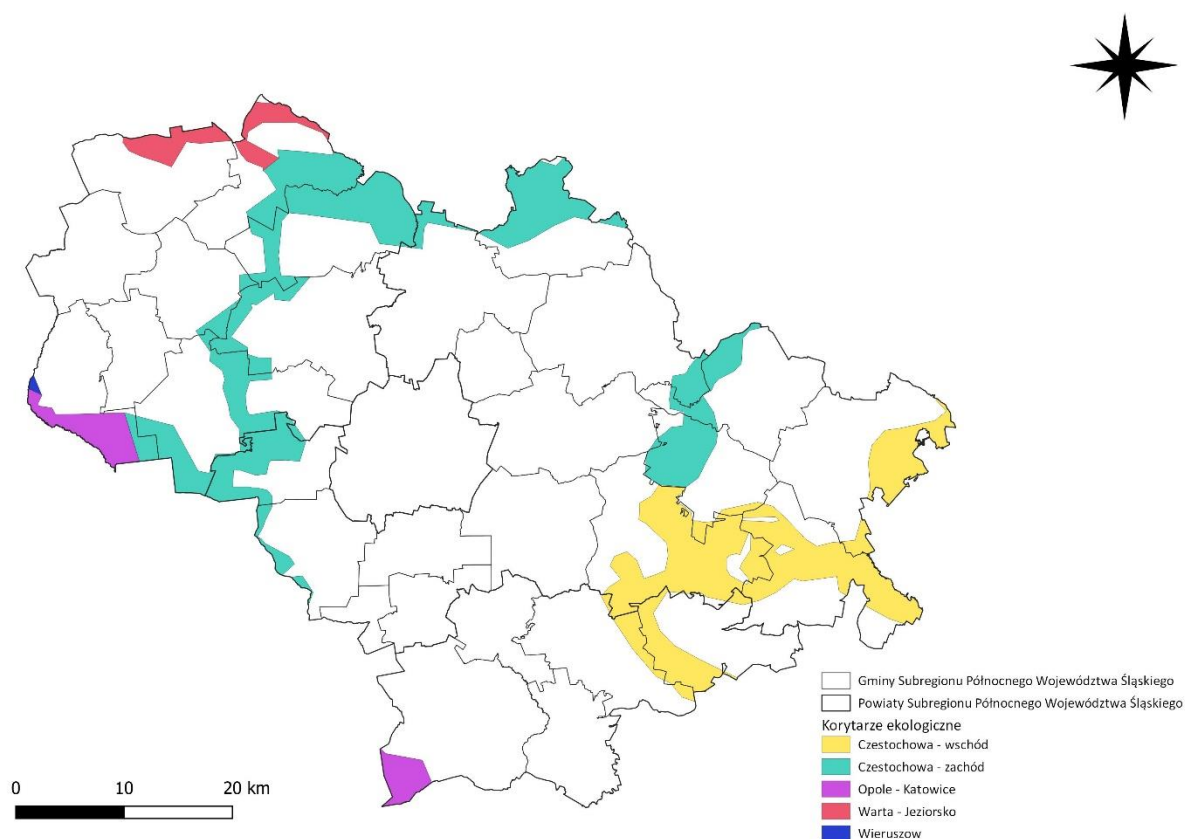 Gminy Subregionu Północnego Województwa Śląskiego
Powiaty Subregionu Północnego Województwa Śląskiego
Korytarze ekologiczne
Czestochowa - wschód
Czestochowa - zachód
Opole - Katowice
Warta - Jeziorsko
Wieruszow
0 10 20 km